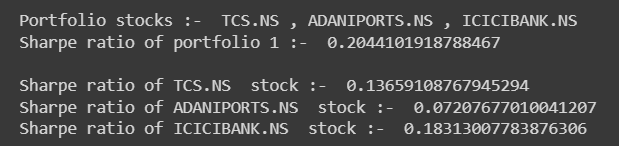 Portfolio stocks :-  TCS.NS , ADANIPORTS.NS , ICICIBANK.NS
Sharpe ratio of portfolio 1 :-  0.2044101918788467
Sharpe ratio of TCS.NS  stock :-  0.13659108767945294
Sharpe ratio of ADANIPORTS.NS  stock :-  0.07207677010041207
Sharpe ratio of ICICIBANK.NS  stock :-  0.18313007783876306